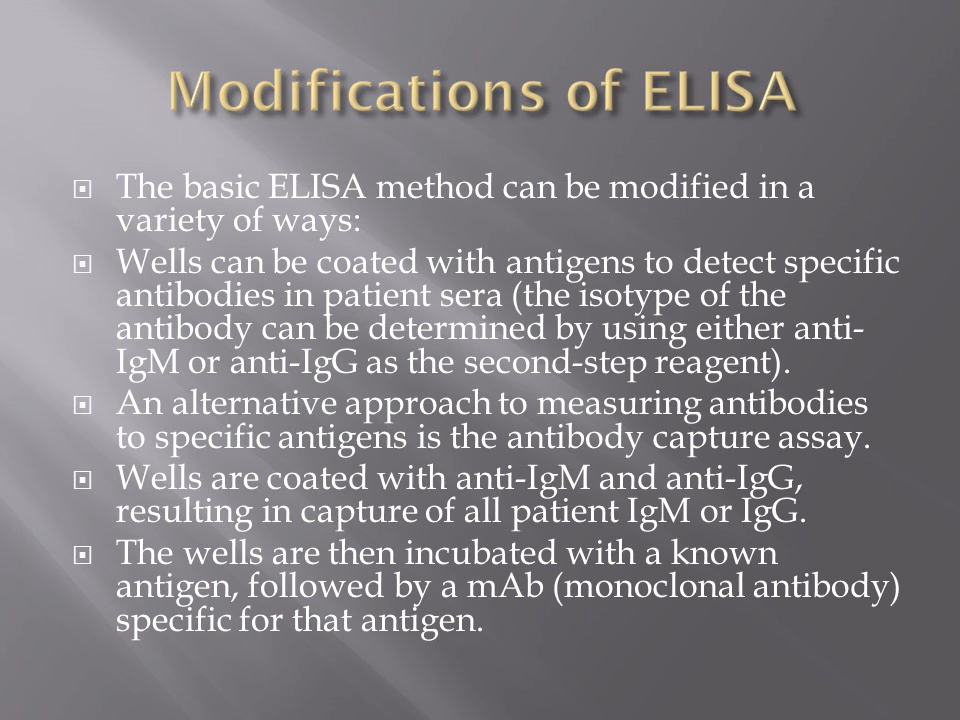 Modifications of ELISA
The basic ELISA method can be modified in a
variety of ways:
Wells can be coated with antigens to detect specific
antibodies in patient sera (the isotype of the
antibody can be determined by using either anti-
IgM or anti-IgG as the second-step reagent).
An alternative approach to measuring antibodies
to specific antigens is the antibody capture assay.
Wells are coated with anti-IgM and anti-IgG,
resulting in capture of all patient IgM or IgG.
The wells are then incubated with a known
antigen, followed by a mAb (monoclonal antibody)
specific for that antigen.